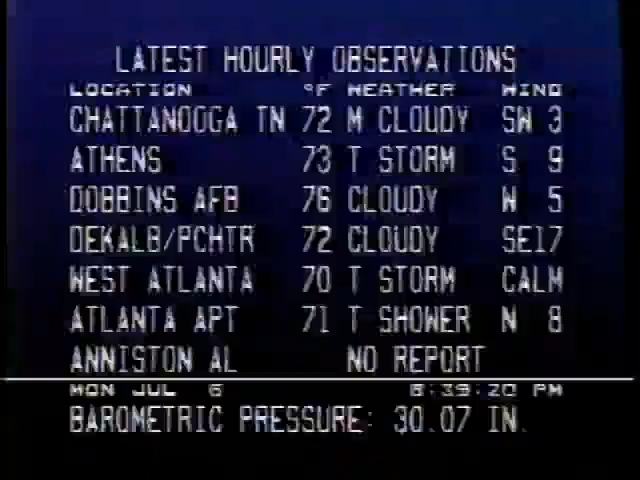 LATEST HOURLY OBSERVATIONS
LOCATION °F WEATHER WIND
CHATTANOOGA TN 72 M CLOUDY SW 3
ATHENS 73 T STORM S 9
DOBBINS AFB 76 CLOUDY W 5
DEKALB/PCHTR 72 CLOUDY SE17
WEST ATLANTA 70 T STORM CALM
ATLANTA APT 71 T SHOWER N 8
ANNISTON AL NO REPORT
MON JUL 6 8:39:20 PM
BAROMETRIC PRESSURE: 30.07 IN.